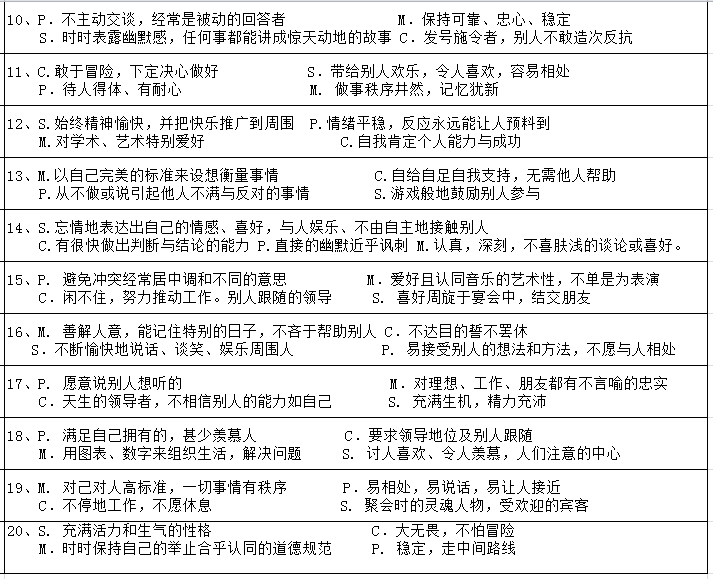 10、P．不主动交谈，经常是被动的回答者 M．保持可靠、忠心、稳定
S．时时表露幽默感，任何事都能讲成惊天动地的故事 C．发号施令者，别人不敢造次反抗
11、C.敢于冒险，下定决心做好 S．带给别人欢乐，令人喜欢，容易相处
P．待人得体、有耐心 M. 做事秩序井然，记忆犹新
12、S.始终精神愉快，并把快乐推广到周围 P.情绪平稳，反应永远能让人预料到
M.对学术、艺术特别爱好 C.自我肯定个人能力与成功
13、M.以自己完美的标准来设想衡量事情 C.自给自足自我支持，无需他人帮助
P.从不做或说引起他人不满与反对的事情 S.游戏般地鼓励别人参与
14、S.忘情地表达出自己的情感、喜好，与人娱乐、不由自主地接触别人
C.有很快做出判断与结论的能力 P.直接的幽默近乎讽刺 M.认真，深刻，不喜肤浅的谈论或喜好。
15、P. 避免冲突经常居中调和不同的意思 M．爱好且认同音乐的艺术性，不单是为表演
C．闲不住，努力推动工作。别人跟随的领导 S. 喜好周旋于宴会中，结交朋友
16、M. 善解人意，能记住特别的日子，不吝于帮助别人 C．不达目的誓不罢休
S．不断愉快地说话、谈笑、娱乐周围人 P. 易接受别人的想法和方法，不愿与人相处
17、P. 愿意说别人想听的 M．对理想、工作、朋友都有不言喻的忠实
C．天生的领导者，不相信别人的能力如自己 S. 充满生机，精力充沛
18、P. 满足自己拥有的，甚少羡慕人 C．要求领导地位及别人跟随
M．用图表、数字来组织生活，解决问题 S. 讨人喜欢、令人羡慕，人们注意的中心
19、M. 对己对人高标准，一切事情有秩序 P．易相处，易说话，易让人接近
C．不停地工作，不愿休息 S. 聚会时的灵魂人物，受欢迎的宾客
20、S. 充满活力和生气的性格 C．大无畏，不怕冒险
M．时时保持自己的举止合乎认同的道德规范 P. 稳定，走中间路线